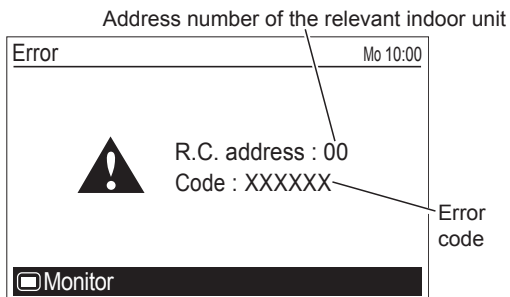 Address number of the relevant indoor unit
Error
Mo 10:00
R.C. address : 00
Code : XXXXXX
Error
code
Monitor